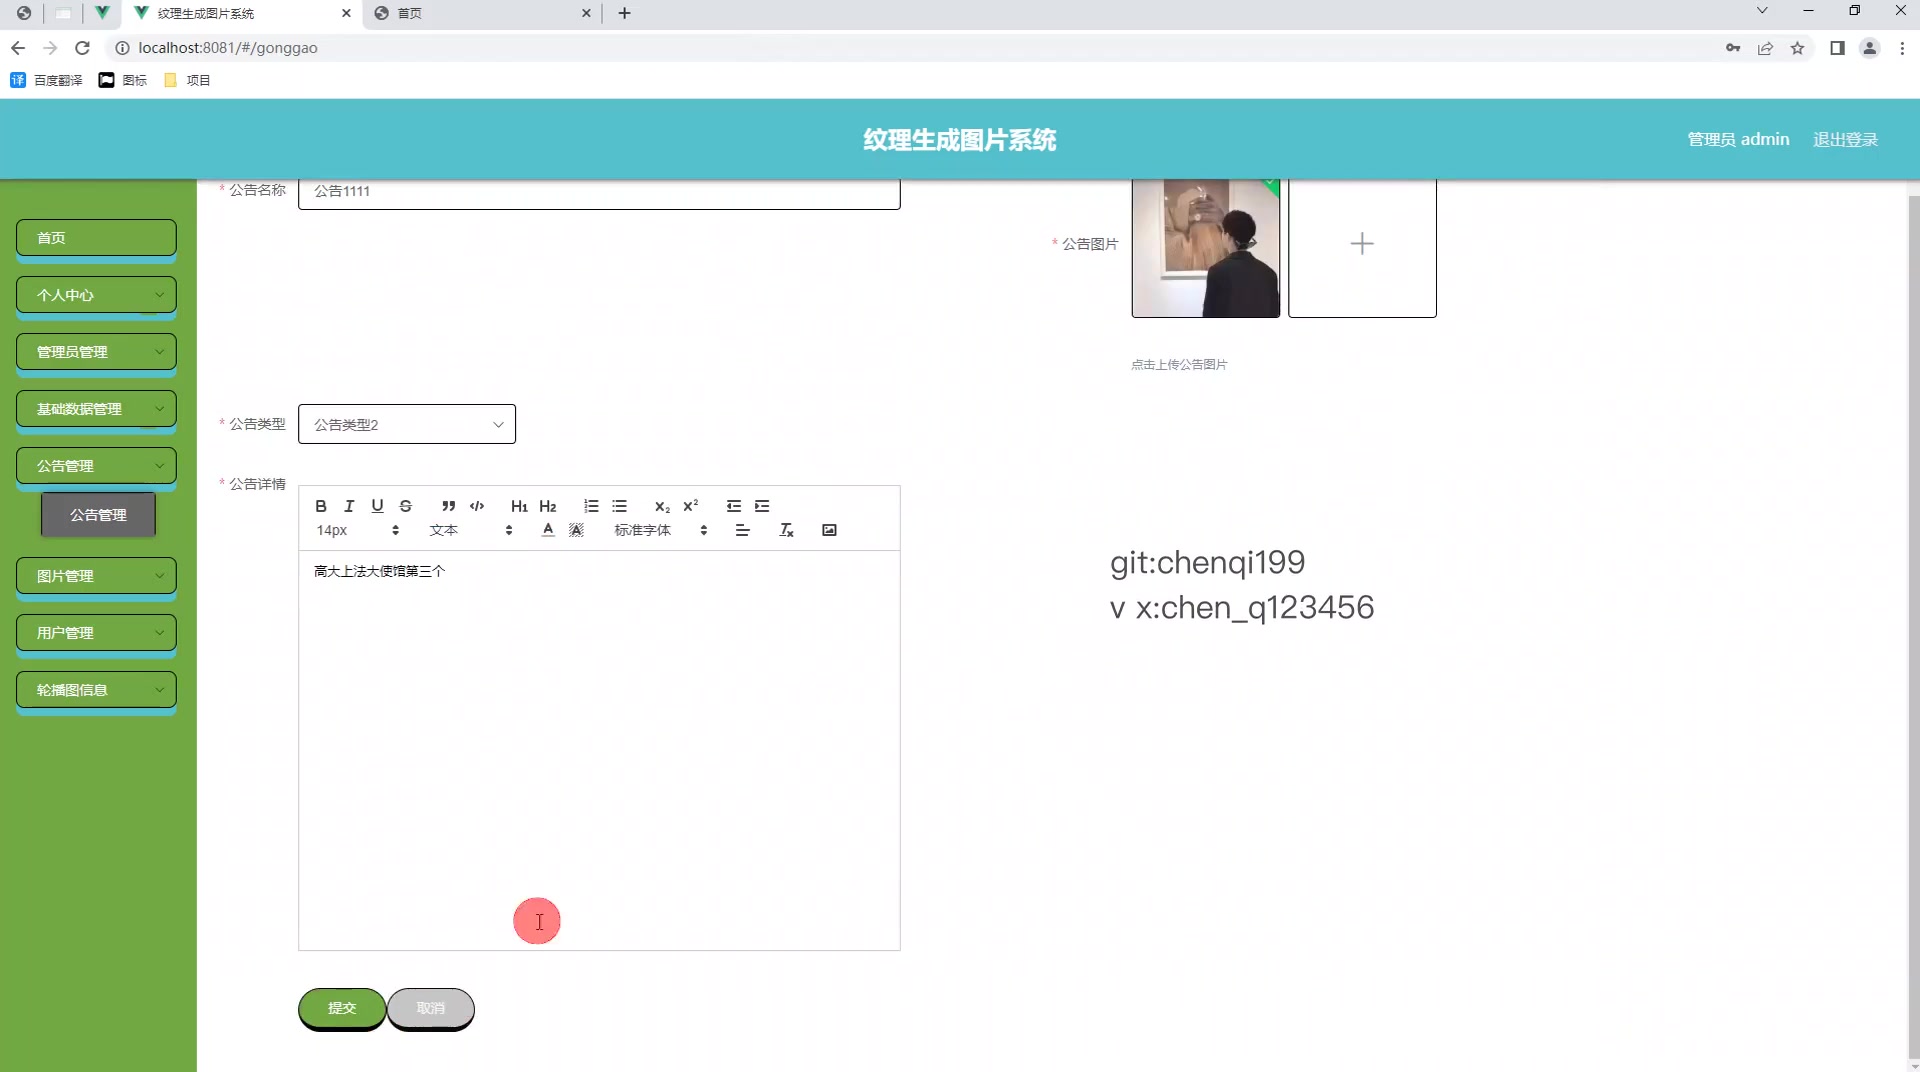 纹理生成图片系统
首页
localhost:8081/#/gonggao
百度翻译
图标
项目
纹理生成图片系统
管理员 admin
退出登录
首页
个人中心
管理员管理
基础数据管理
公告管理
公告管理
图片管理
用户管理
轮播图信息
* 公告名称
公告1111
* 公告图片
点击上传公告图片
* 公告类型
公告类型2
* 公告详情
14px
文本
标准字体
高大上法大使馆第三个
git:chenqi199
v x:chen_q123456
提交
取消